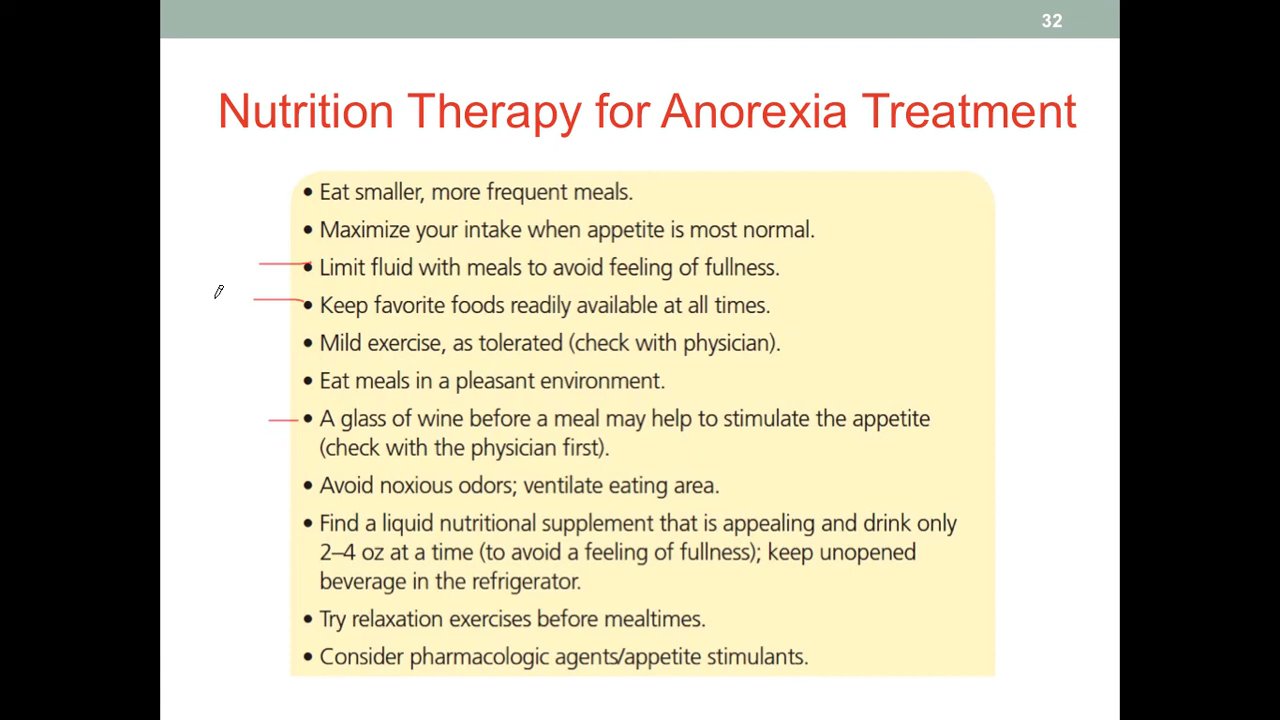 32
Nutrition Therapy for Anorexia Treatment
• Eat smaller, more frequent meals.
• Maximize your intake when appetite is most normal.
• Limit fluid with meals to avoid feeling of fullness.
• Keep favorite foods readily available at all times.
• Mild exercise, as tolerated (check with physician).
• Eat meals in a pleasant environment.
• A glass of wine before a meal may help to stimulate the appetite
(check with the physician first).
• Avoid noxious odors; ventilate eating area.
• Find a liquid nutritional supplement that is appealing and drink only
2–4 oz at a time (to avoid a feeling of fullness); keep unopened
beverage in the refrigerator.
• Try relaxation exercises before mealtimes.
• Consider pharmacologic agents/appetite stimulants.